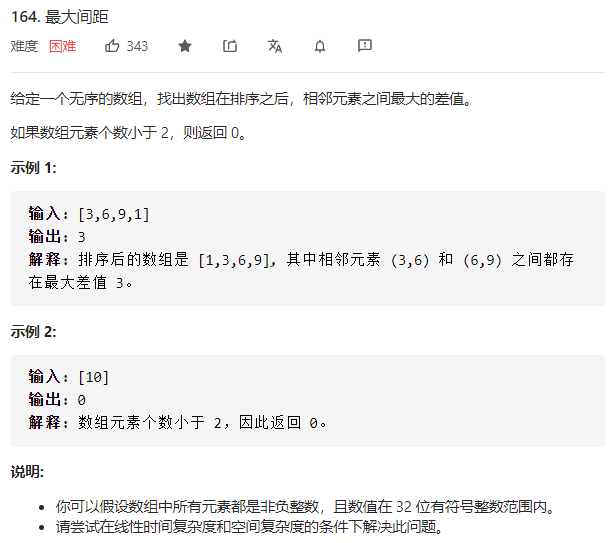 164. 最大间距
难度 困难 343
给定一个无序的数组，找出数组在排序之后，相邻元素之间最大的差值。
如果数组元素个数小于 2，则返回 0。
示例 1:
输入: [3,6,9,1]
输出: 3
解释: 排序后的数组是 [1,3,6,9], 其中相邻元素 (3,6) 和 (6,9) 之间都存
在最大差值 3。
示例 2:
输入: [10]
输出: 0
解释: 数组元素个数小于 2，因此返回 0。
说明:
你可以假设数组中所有元素都是非负整数，且数值在 32 位有符号整数范围内。
请尝试在线性时间复杂度和空间复杂度的条件下解决此问题。